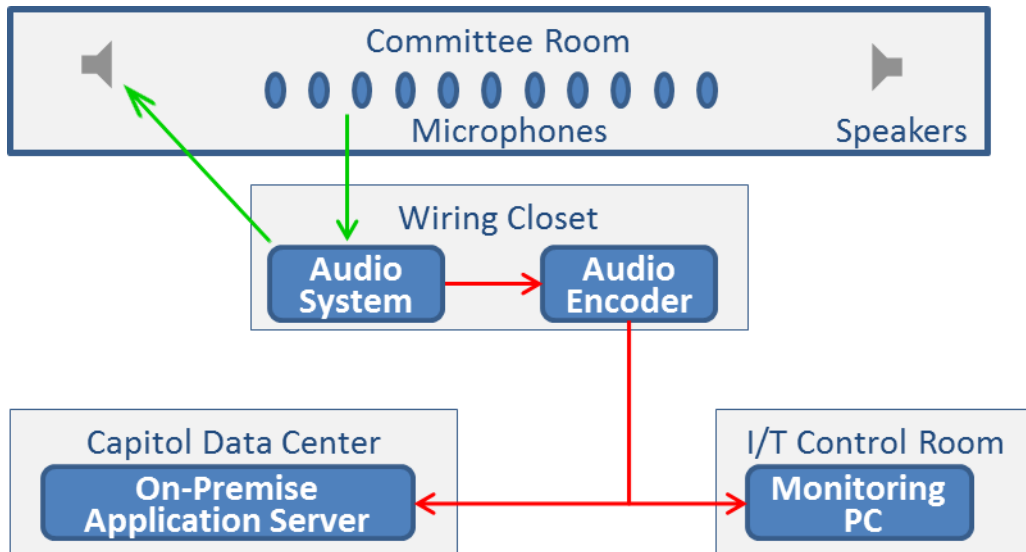 Committee Room
Microphones
Speakers
Wiring Closet
Audio
System
Audio
Encoder
Capitol Data Center
On-Premise
Application Server
I/T Control Room
Monitoring
PC